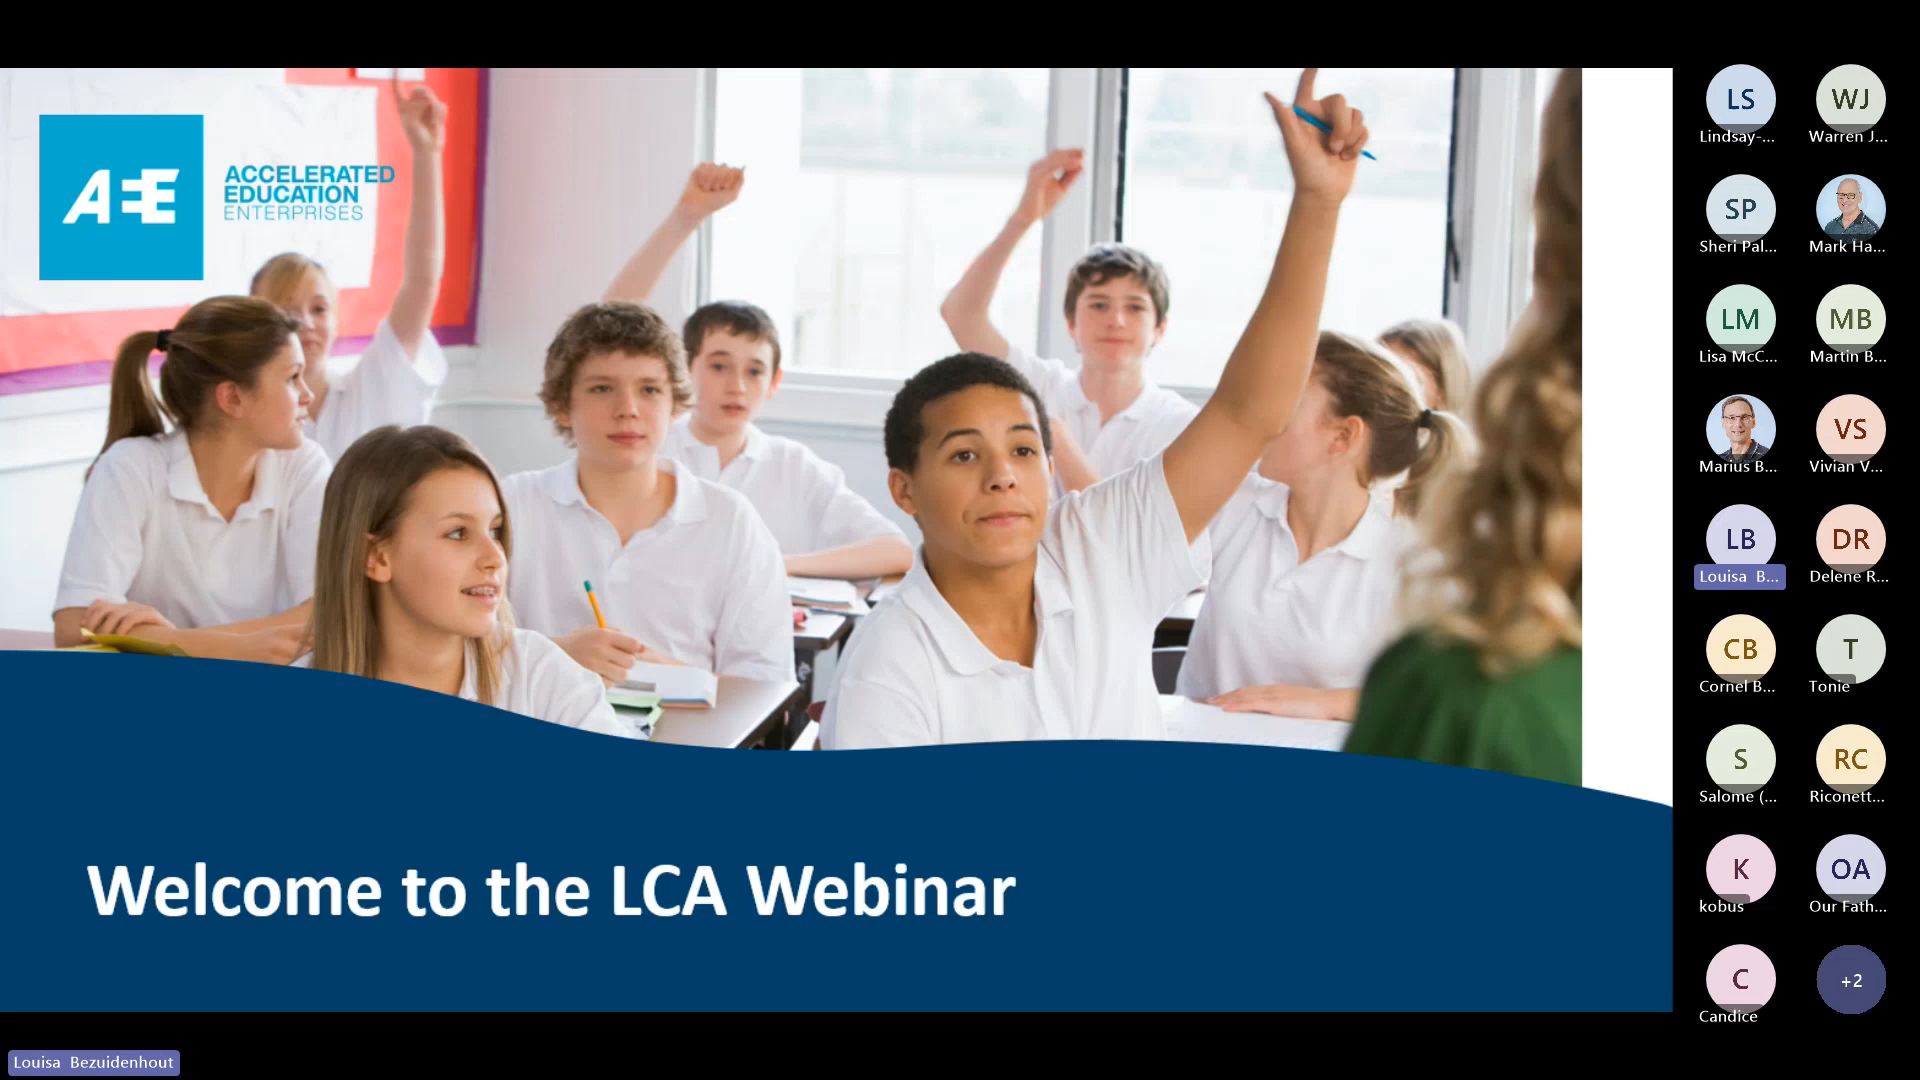 AEE
ACCELERATED
EDUCATION
ENTERPRISES
Welcome to the LCA Webinar
LS
Lindsay-...
WJ
Warren J...
SP
Sheri Pal...
Mark Ha...
LM
Lisa McC...
MB
Martin B...
Marius B...
VS
Vivian V...
LB
Louisa B...
DR
Delene R...
CB
Cornel B...
T
Tonie
S
Salome (...
RC
Riconett...
K
kobus
OA
Our Fath...
C
Candice
+2
Louisa Bezuidenhout